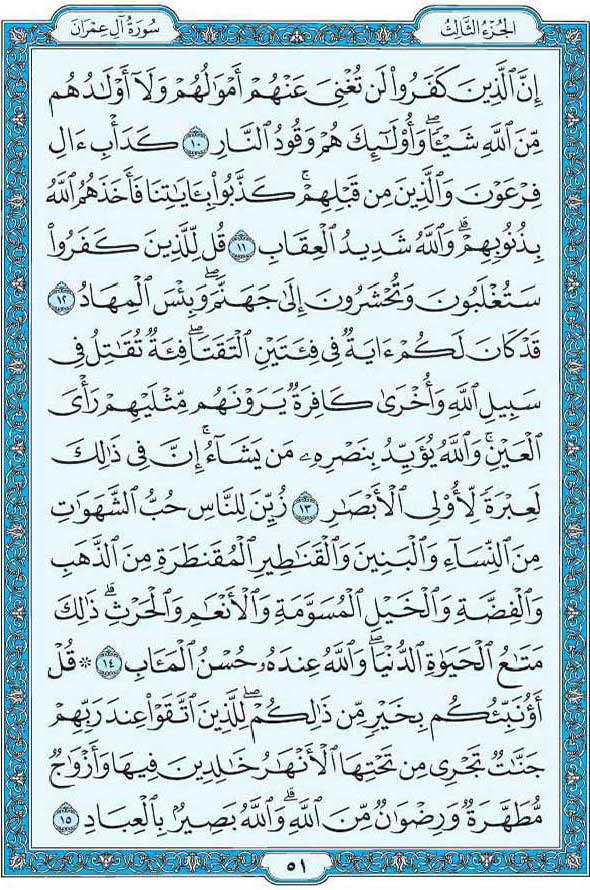 الجزء الثالث
سورة آل عمران
إِنَّ ٱلَّذِينَ كَفَرُوا۟ لَن تُغْنِىَ عَنْهُمْ أَمْوَٰلُهُمْ وَلَآ أَوْلَٰدُهُم
مِّنَ ٱللَّهِ شَيْـًٔا ۖ وَأُو۟لَٰٓئِكَ هُمْ وَقُودُ ٱلنَّارِ ١٠ كَدَأْبِ ءَالِ
فِرْعَوْنَ وَٱلَّذِينَ مِن قَبْلِهِمْ ۚ كَذَّبُوا۟ بِـَٔايَٰتِنَا فَأَخَذَهُمُ ٱللَّهُ
بِذُنُوبِهِمْ ۗ وَٱللَّهُ شَدِيدُ ٱلْعِقَابِ ١١ قُل لِّلَّذِينَ كَفَرُوا۟
سَتُغْلَبُونَ وَتُحْشَرُونَ إِلَىٰ جَهَنَّمَ ۚ وَبِئْسَ ٱلْمِهَادُ ١٢
قَدْ كَانَ لَكُمْ ءَايَةٌ فِى فِئَتَيْنِ ٱلْتَقَتَا ۖ فِئَةٌ تُقَٰتِلُ فِى
سَبِيلِ ٱللَّهِ وَأُخْرَىٰ كَافِرَةٌ يَرَوْنَهُم مِّثْلَيْهِمْ رَأْىَ
ٱلْعَيْنِ ۚ وَٱللَّهُ يُؤَيِّدُ بِنَصْرِهِۦ مَن يَشَآءُ ۗ إِنَّ فِى ذَٰلِكَ
لَعِبْرَةً لِّأُو۟لِى ٱلْأَبْصَٰرِ ١٣ زُيِّنَ لِلنَّاسِ حُبُّ ٱلشَّهَوَٰتِ
مِنَ ٱلنِّسَآءِ وَٱلْبَنِينَ وَٱلْقَنَٰطِيرِ ٱلْمُقَنطَرَةِ مِنَ ٱلذَّهَبِ
وَٱلْفِضَّةِ وَٱلْخَيْلِ ٱلْمُسَوَّمَةِ وَٱلْأَنْعَٰمِ وَٱلْحَرْثِ ۗ ذَٰلِكَ
مَتَٰعُ ٱلْحَيَوٰةِ ٱلدُّنْيَا ۖ وَٱللَّهُ عِندَهُۥ حُسْنُ ٱلْمَـَٔابِ ١٤ ۞ قُلْ
أَؤُنَبِّئُكُم بِخَيْرٍ مِّن ذَٰلِكُمْ ۚ لِلَّذِينَ ٱتَّقَوْا۟ عِندَ رَبِّهِمْ
جَنَّٰتٌ تَجْرِى مِن تَحْتِهَا ٱلْأَنْهَٰرُ خَٰلِدِينَ فِيهَا وَأَزْوَٰجٌ
مُّطَهَّرَةٌ وَرِضْوَٰنٌ مِّنَ ٱللَّهِ ۗ وَٱللَّهُ بَصِيرٌۢ بِٱلْعِبَادِ ١٥
٥١